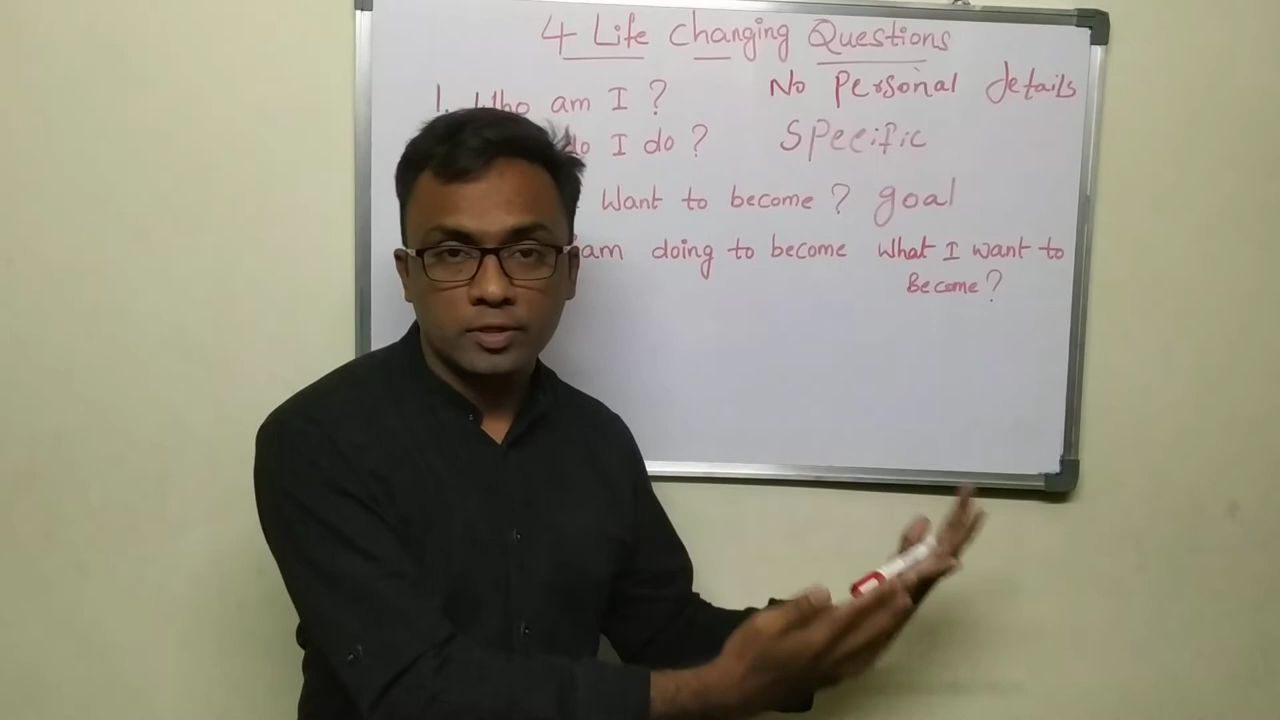 4 Life changing Questions
1. Who am I ? No Personal details
do I do ? Specific
Want to become ? goal
am doing to become What I want to
Become ?